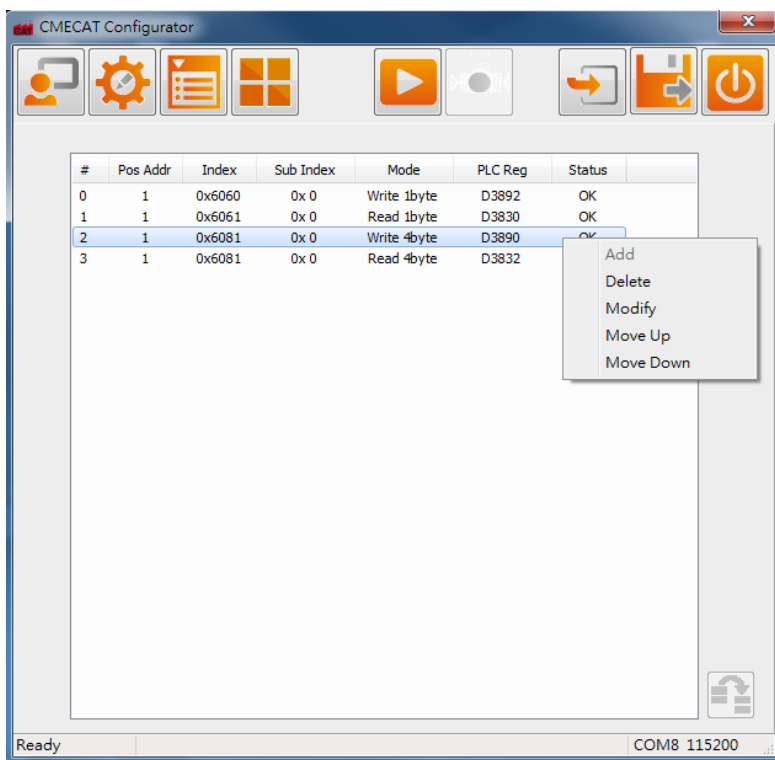 CMECAT Configurator
# Pos Addr Index Sub Index Mode PLC Reg Status
0 1 0x6060 0x 0 Write 1byte D3892 OK
1 1 0x6061 0x 0 Read 1byte D3830 OK
2 1 0x6081 0x 0 Write 4byte D3890 OK
3 1 0x6081 0x 0 Read 4byte D3832
Add
Delete
Modify
Move Up
Move Down
Ready COM8 115200